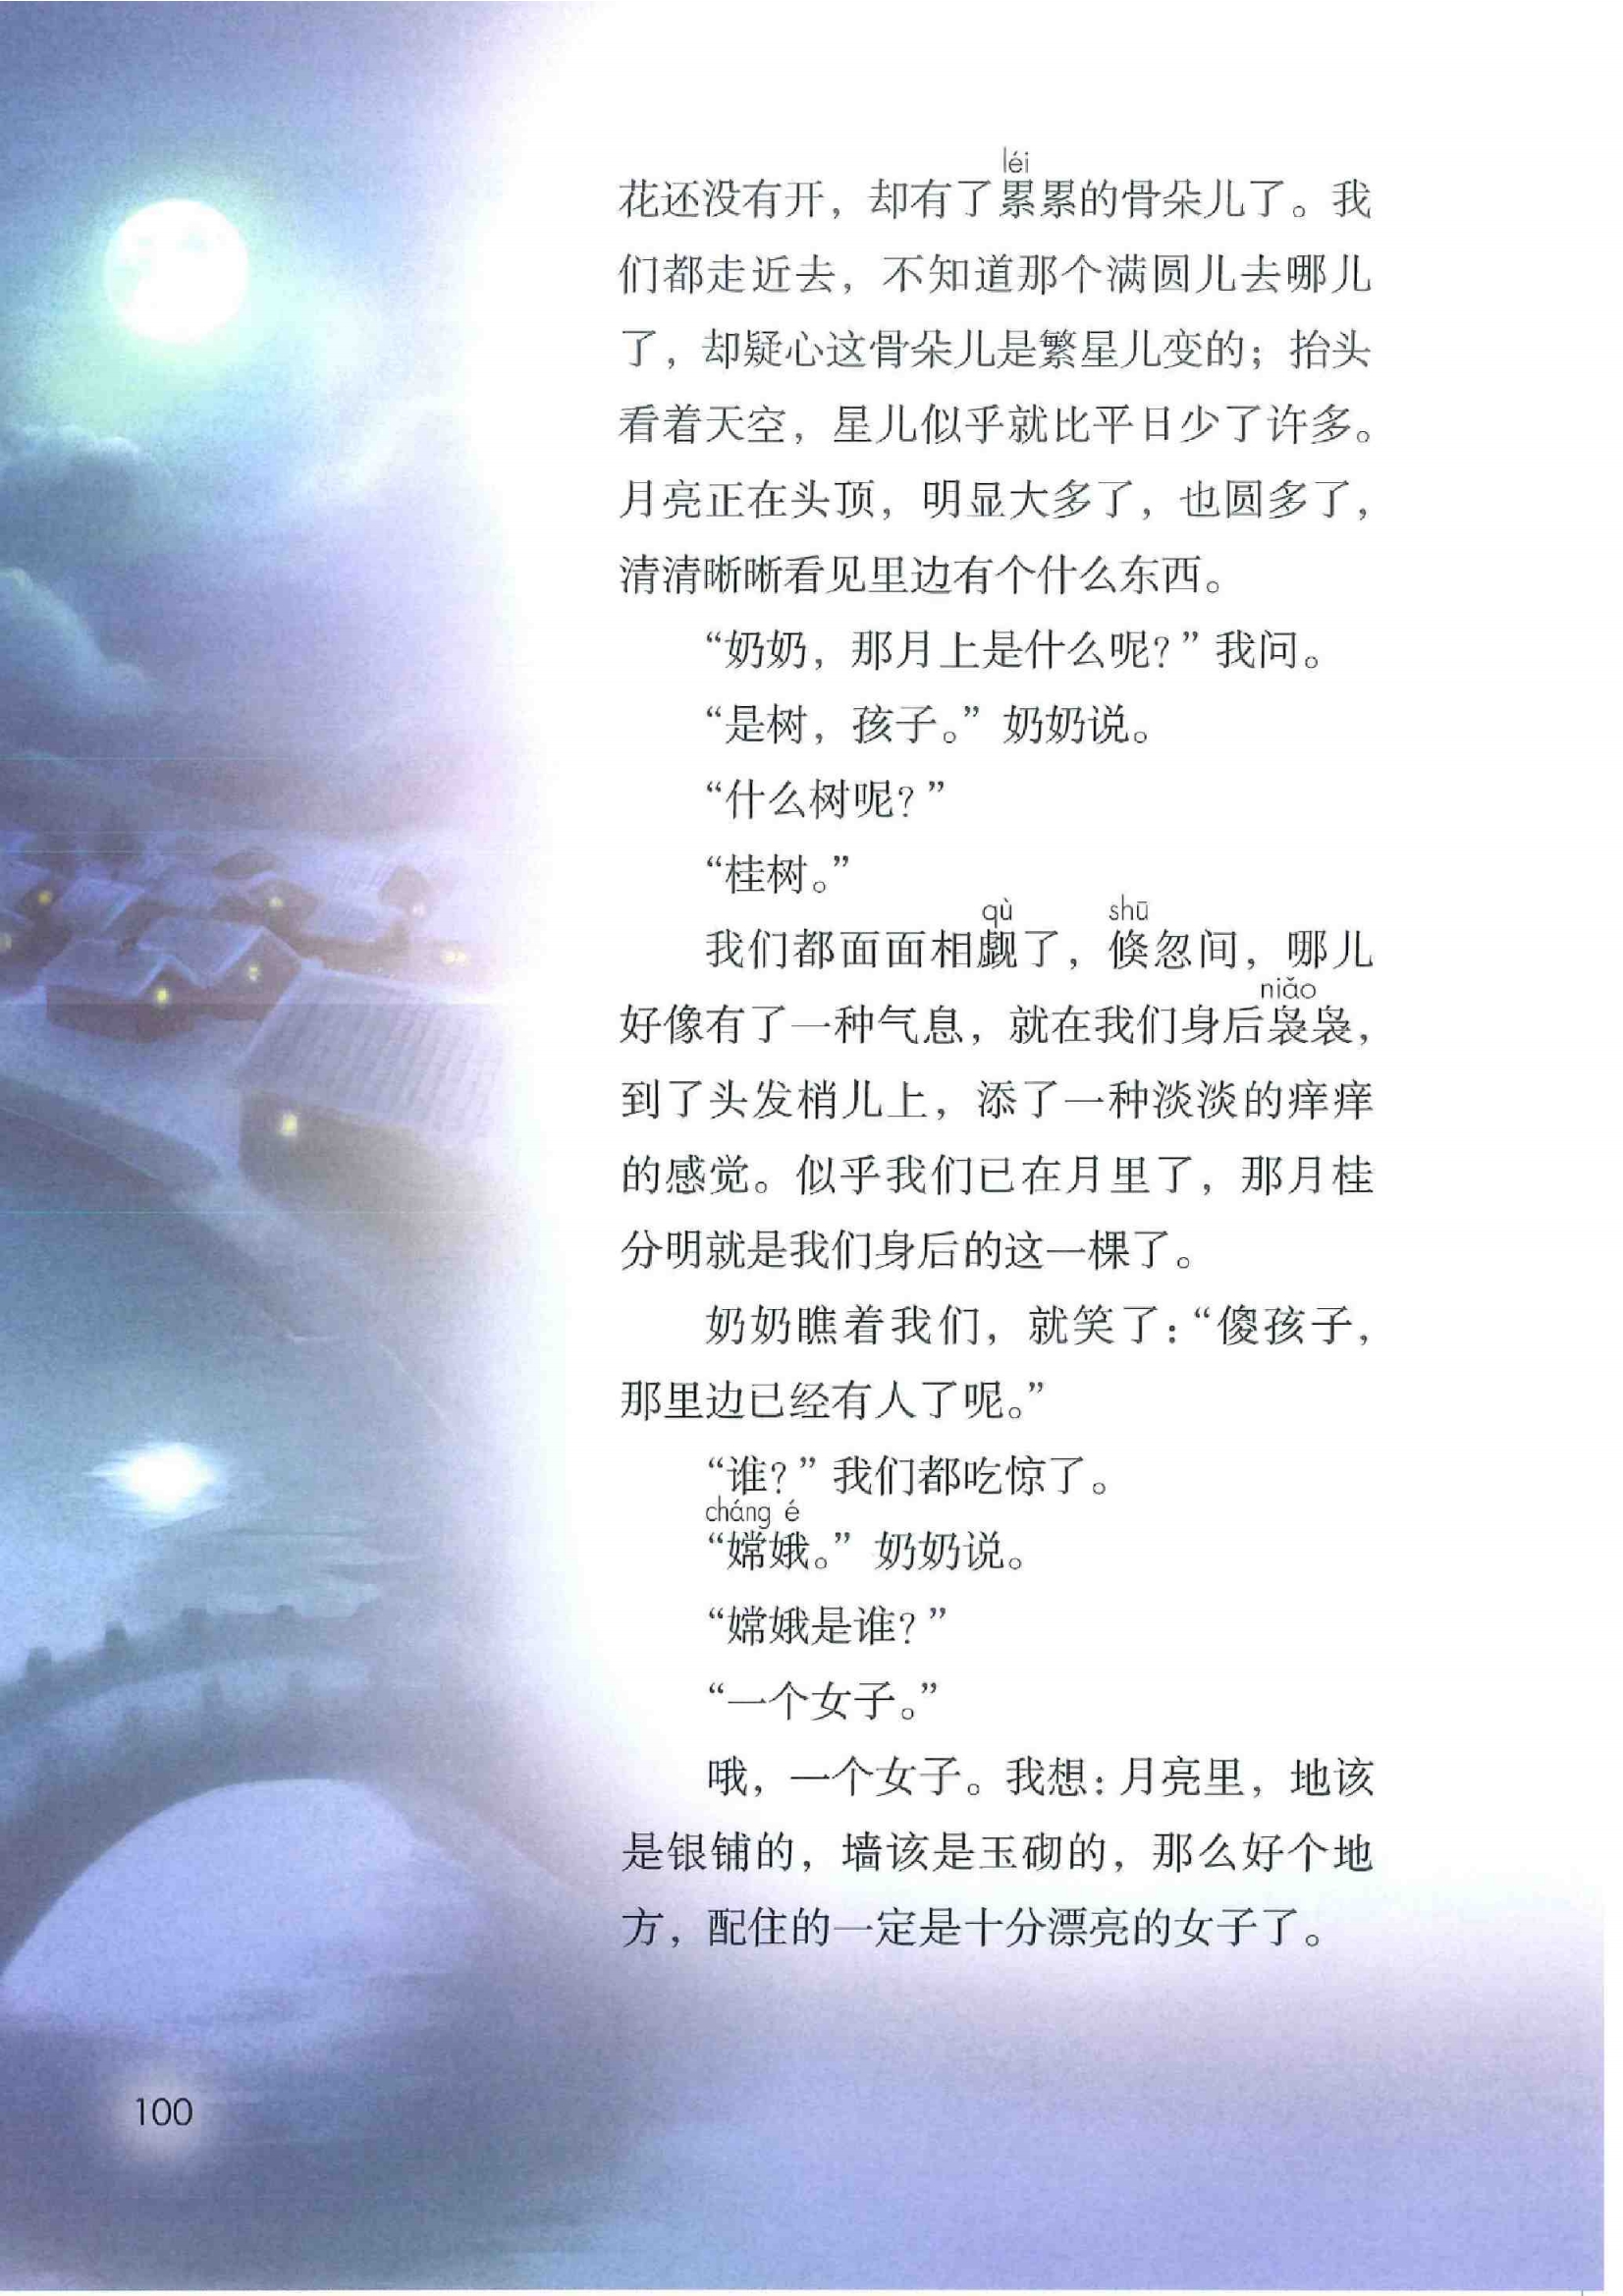 léi
花还没有开，却有了累累的骨朵儿了。我
们都走近去，不知道那个满圆儿去哪儿
了，却疑心这骨朵儿是繁星儿变的；抬头
看着天空，星儿似乎就比平日少了许多。
月亮正在头顶，明显大多了，也圆多了，
清清晰晰看见里边有个什么东西。
“奶奶，那月上是什么呢？”我问。
“是树，孩子。”奶奶说。
“什么树呢？”
“桂树。”
qù shū
我们都面面相觑了，倏忽间，哪儿
niǎo
好像有了一种气息，就在我们身后袅袅，
到了头发梢儿上，添了一种淡淡的痒痒
的感觉。似乎我们已在月里了，那月桂
分明就是我们身后的这一棵了。
奶奶瞧着我们，就笑了：“傻孩子，
那里边已经有人了呢。”
“谁？”我们都吃惊了。
cháng é
“嫦娥。”奶奶说。
“嫦娥是谁？”
“一个女子。”
哦，一个女子。我想：月亮里，地该
是银铺的，墙该是玉砌的，那么好个地
方，配住的一定是十分漂亮的女子了。
100